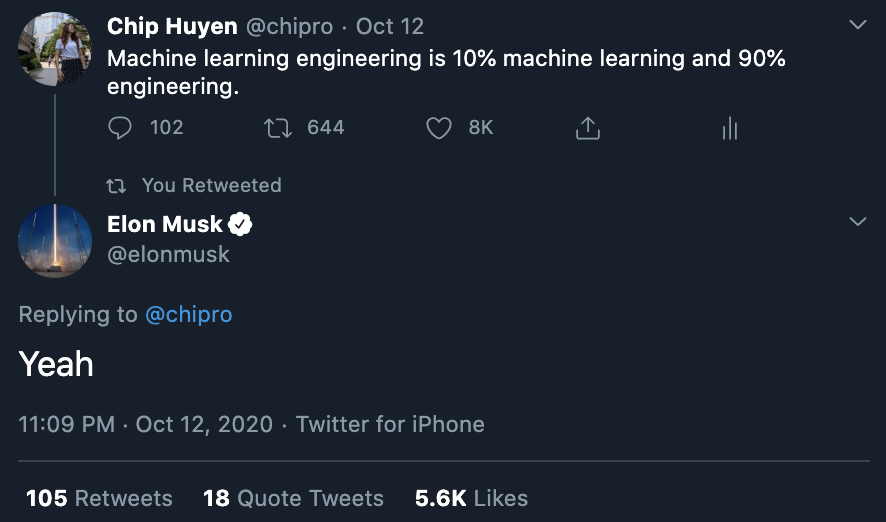 Chip Huyen @chipro · Oct 12
Machine learning engineering is 10% machine learning and 90%
engineering.
102 644 8K
You Retweeted
Elon Musk
@elonmusk
Replying to @chipro
Yeah
11:09 PM · Oct 12, 2020 · Twitter for iPhone
105 Retweets 18 Quote Tweets 5.6K Likes